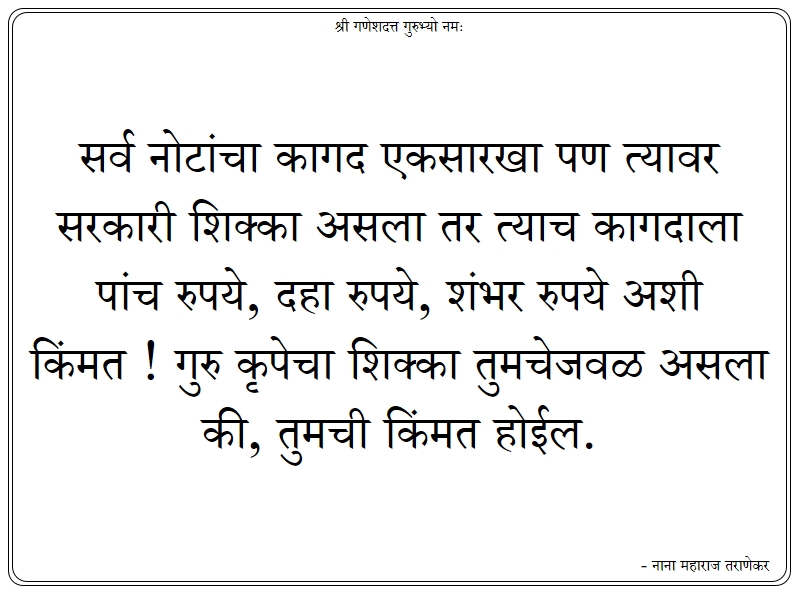 श्री गणेशदत्त गुरुभ्यो नमः
सर्व नोटांचा कागद एकसारखा पण त्यावर
सरकारी शिक्का असला तर त्याच कागदाला
पांच रुपये, दहा रुपये, शंभर रुपये अशी
किंमत ! गुरु कृपेचा शिक्का तुमचेजवळ असला
की, तुमची किंमत होईल.
- नाना महाराज तराणेकर